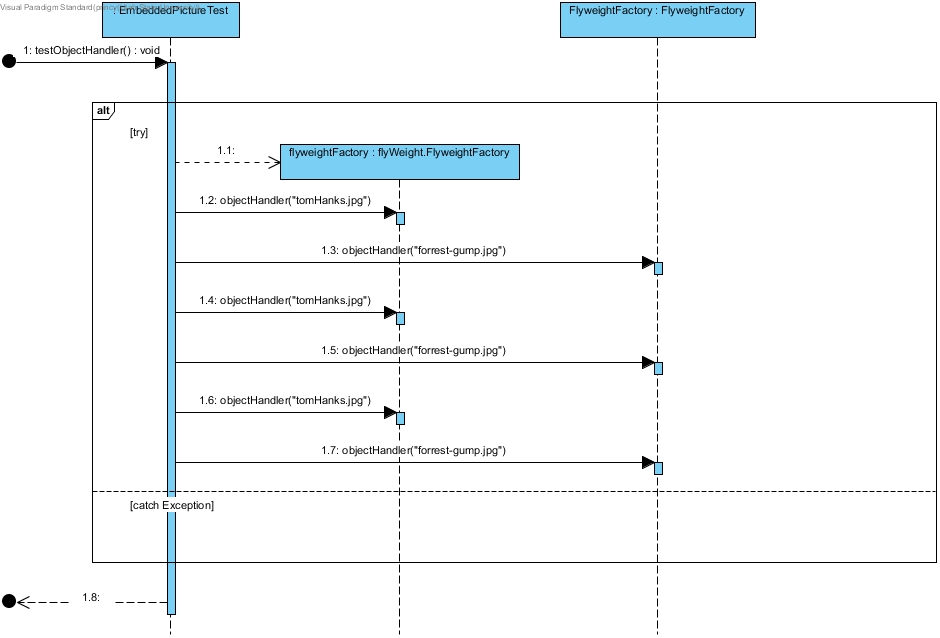 Visual Paradigm Standard(
: EmbeddedPictureTest
FlyweightFactory : FlyweightFactory
1: testObjectHandler() : void
alt
[try]
1.1:
flyweightFactory : flyWeight.FlyweightFactory
1.2: objectHandler("tomHanks.jpg")
1.3: objectHandler("forrest-gump.jpg")
1.4: objectHandler("tomHanks.jpg")
1.5: objectHandler("forrest-gump.jpg")
1.6: objectHandler("tomHanks.jpg")
1.7: objectHandler("forrest-gump.jpg")
[catch Exception]
1.8: